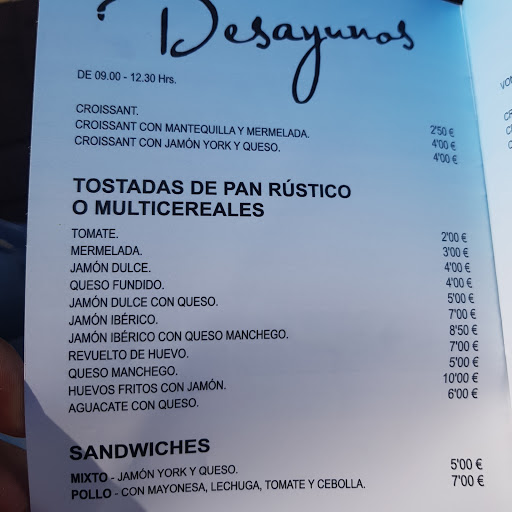 Desayunos
DE 09.00 - 12.30 Hrs.
CROISSANT. 2'50 €
CROISSANT CON MANTEQUILLA Y MERMELADA. 4'00 €
CROISSANT CON JAMÓN YORK Y QUESO. 4'00 €
TOSTADAS DE PAN RÚSTICO
O MULTICEREALES
TOMATE. 2'00 €
MERMELADA. 3'00 €
JAMÓN DULCE. 4'00 €
QUESO FUNDIDO. 4'00 €
JAMÓN DULCE CON QUESO. 5'00 €
JAMÓN IBÉRICO. 7'00 €
JAMÓN IBÉRICO CON QUESO MANCHEGO. 8'50 €
REVUELTO DE HUEVO. 7'00 €
QUESO MANCHEGO. 5'00 €
HUEVOS FRITOS CON JAMÓN. 10'00 €
AGUACATE CON QUESO. 6'00 €
SANDWICHES
MIXTO - JAMÓN YORK Y QUESO. 5'00 €
POLLO - CON MAYONESA, LECHUGA, TOMATE Y CEBOLLA. 7'00 €